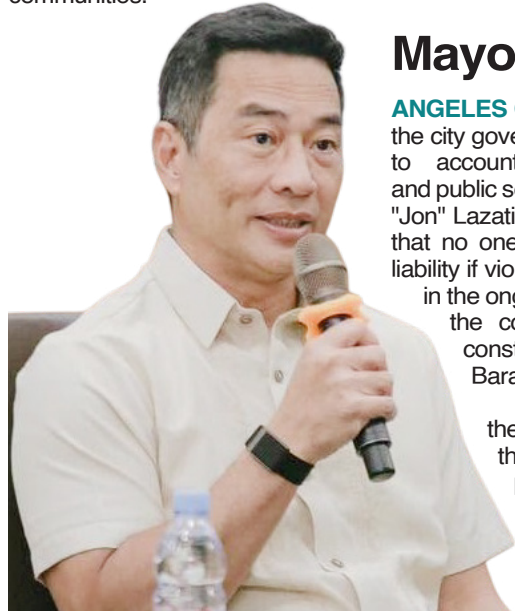 communities.
Mayo
ANGELES
the city gove
to account
and public se
"Jon" Lazati
that no one
liability if vio
in the ong
the co
const
Bara
the
th